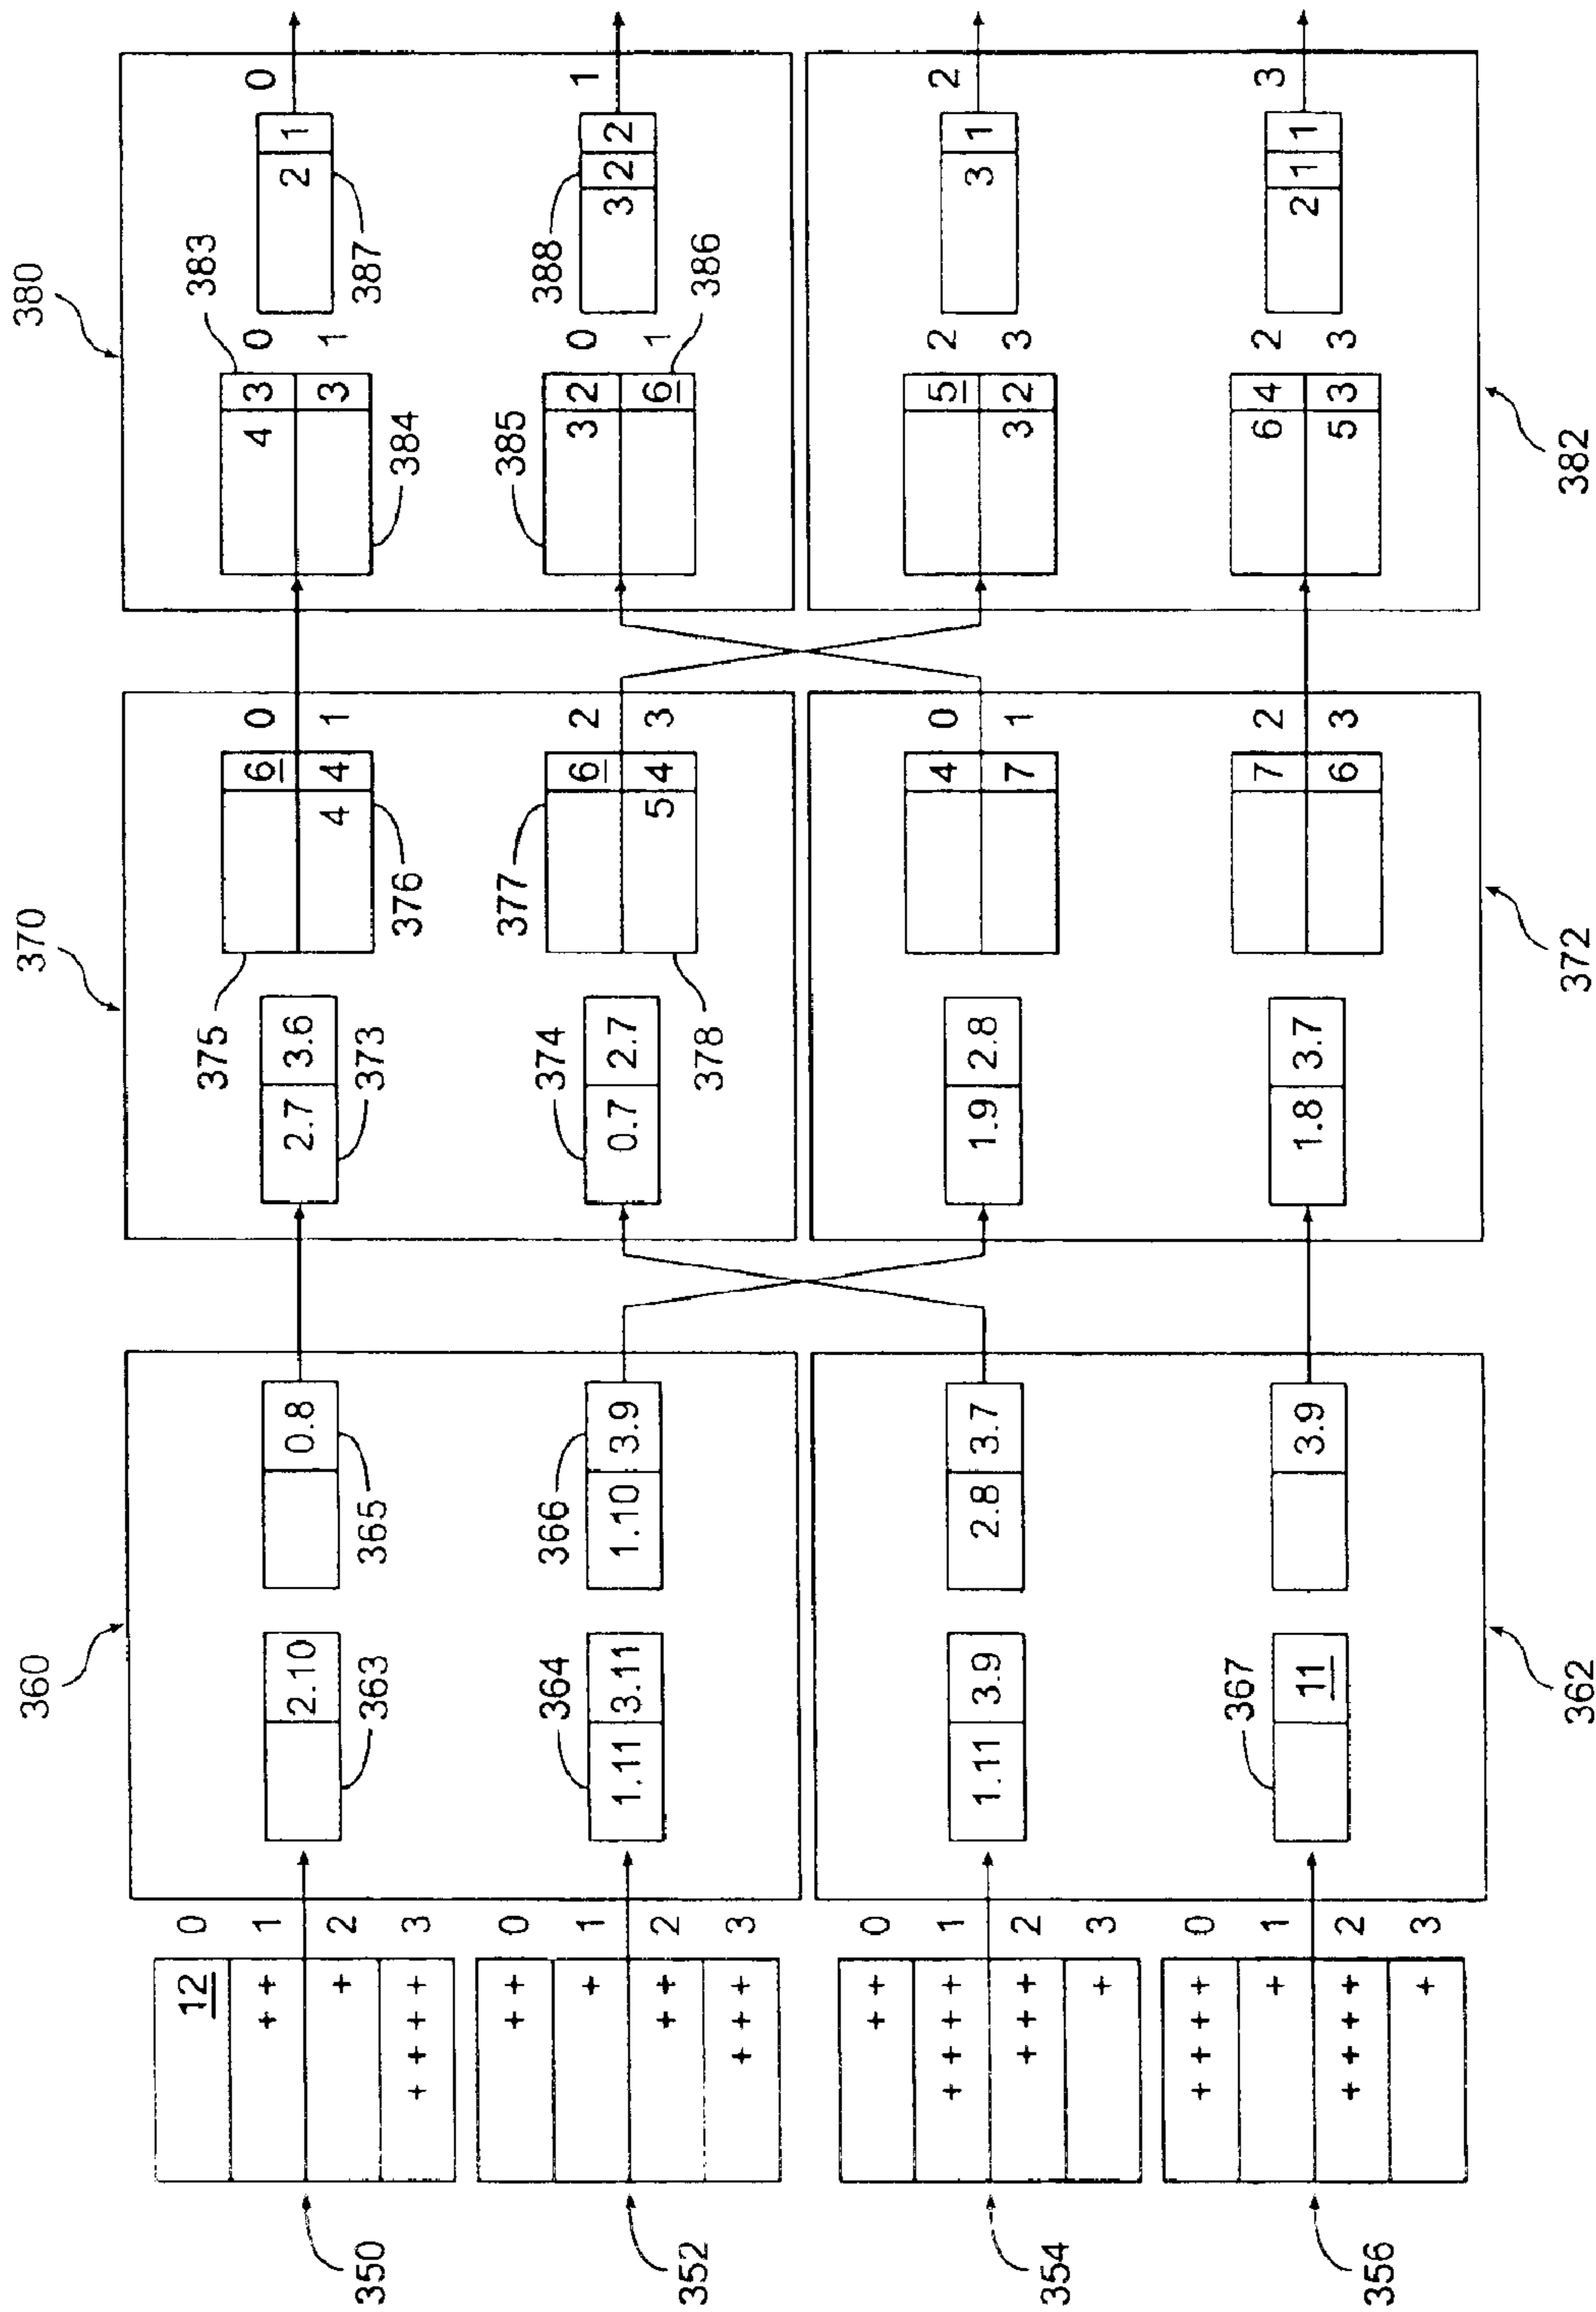 360 370 380
12 0 375 383
+ + 1 6 0 4 3 0 0
2.10 0.8 2.7 3.6 2 1
+ 2 4 4 1 3 1
350 363 365 373 376 384 387
+ + + + 3
+ + 0 364 366 374 377 385 388
+ 1 6 2 3 2 0 1
1.11 3.11 1.10 3.9 0.7 2.7 3 2 2
352 + + 2 5 4 3 6 1
+ + + 3 378 386
+ + 0
+ + + + 1 4 0 5 2 2
1.11 3.9 2.8 3.7 1.9 2.8 3 1
354 + + + 2 7 1 3 2 3
+ 3
+ + + + 0 367
+ 1 7 2 6 4 2 3
11 3.9 1.8 3.7 2 1 1
356 + + + + 2 6 3 5 3 3
+ 3
362 372 382